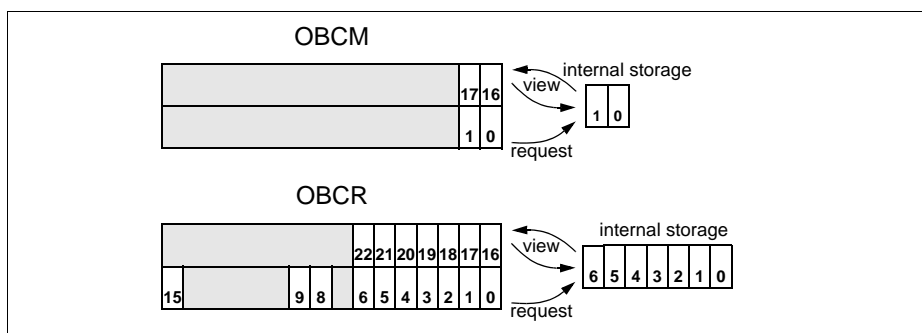 OBCM
internal storage
17 16
view
1 0
1 0
request
OBCR
internal storage
22 21 20 19 18 17 16
view
6 5 4 3 2 1 0
15 9 8 6 5 4 3 2 1 0
request